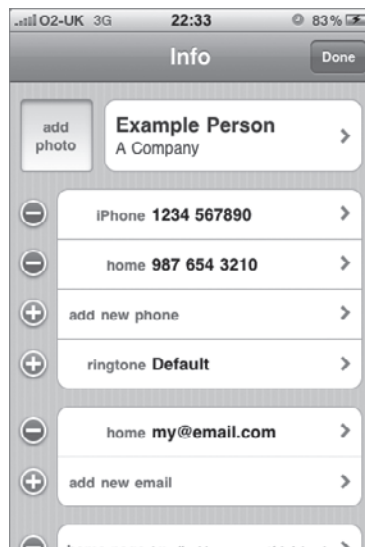 O2-UK 3G 22:33 83%
Info
Done
add photo
Example Person
A Company
iPhone 1234 567890
home 987 654 3210
add new phone
ringtone Default
home my@email.com
add new email